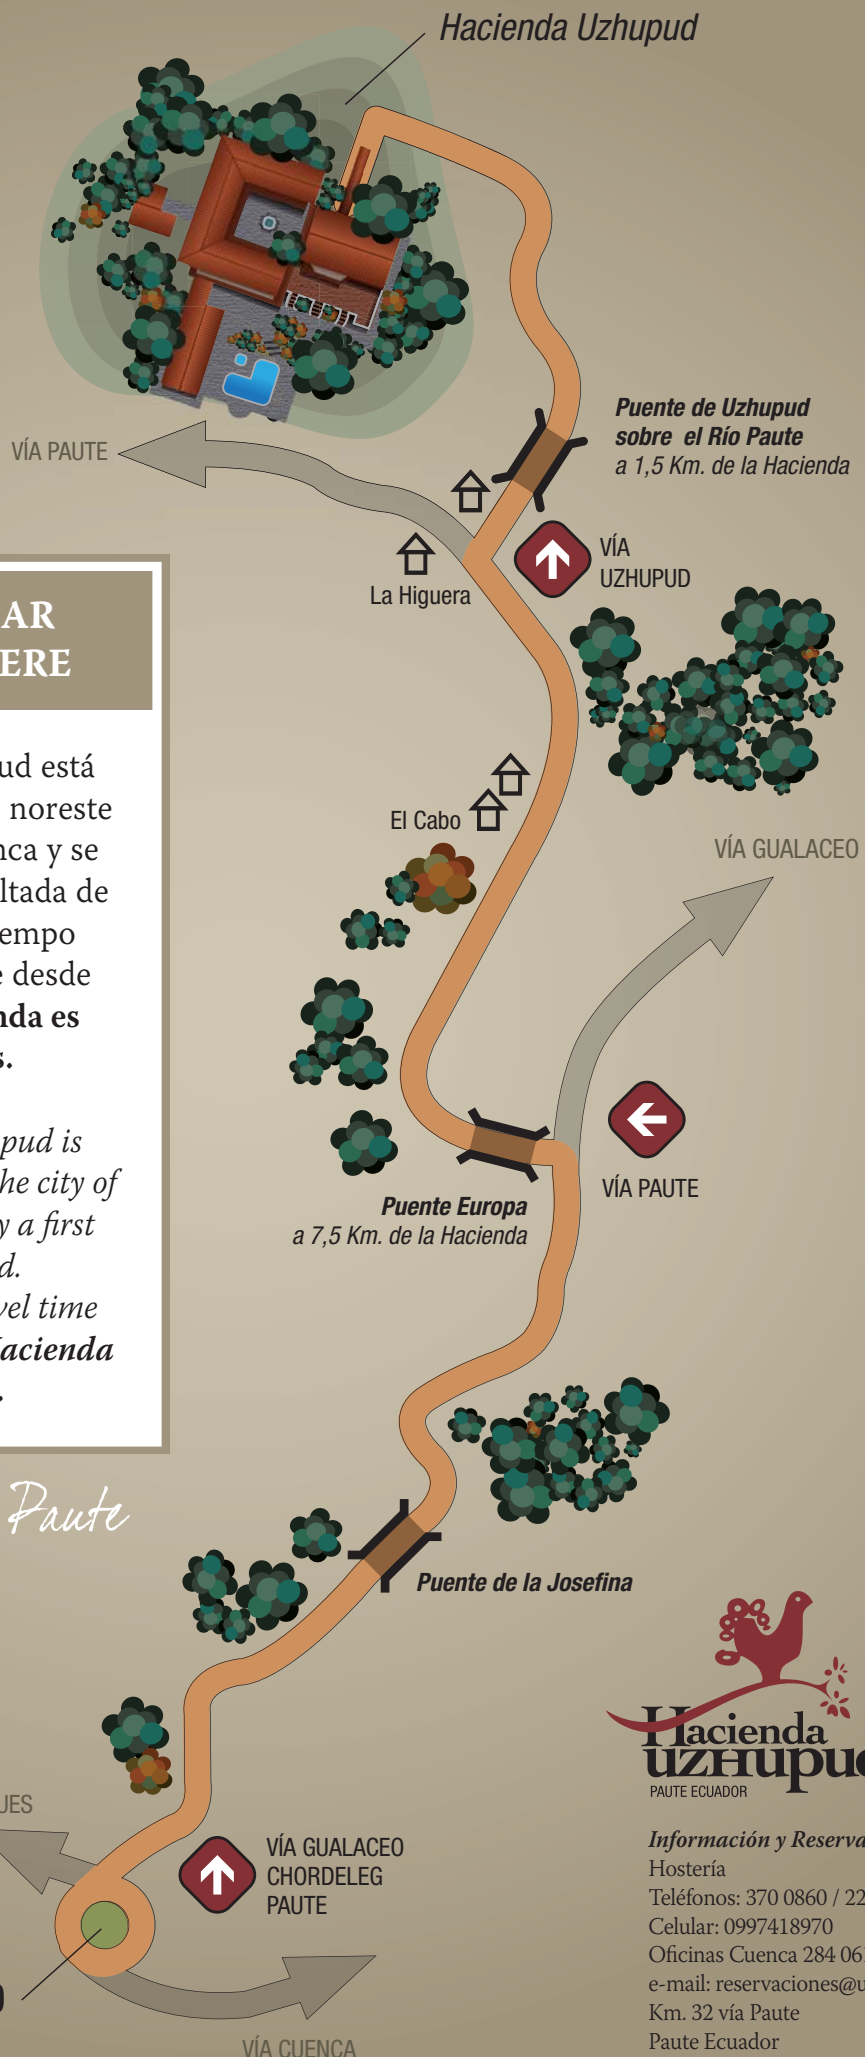 Hacienda Uzhupud
Puente de Uzhupud
sobre el Río Paute
a 1,5 Km. de la Hacienda
VÍA PAUTE
VÍA
UZHUPUD
La Higuera
AR
ERE
ud está
noreste
nca y se
ltada de
empo
e desde
nda es
s.
pud is
he city of
y a first
d.
vel time
Hacienda
.
El Cabo
VÍA GUALACEO
VÍA PAUTE
Puente Europa
a 7,5 Km. de la Hacienda
Paute
Puente de la Josefina
UES
VÍA GUALACEO
CHORDELEG
PAUTE
VÍA CUENCA
Hacienda
uzHupud
PAUTE ECUADOR
Información y Reserva
Hostería
Teléfonos: 370 0860 / 22
Celular: 0997418970
Oficinas Cuenca 284 06
e-mail: reservaciones@u
Km. 32 vía Paute
Paute Ecuador